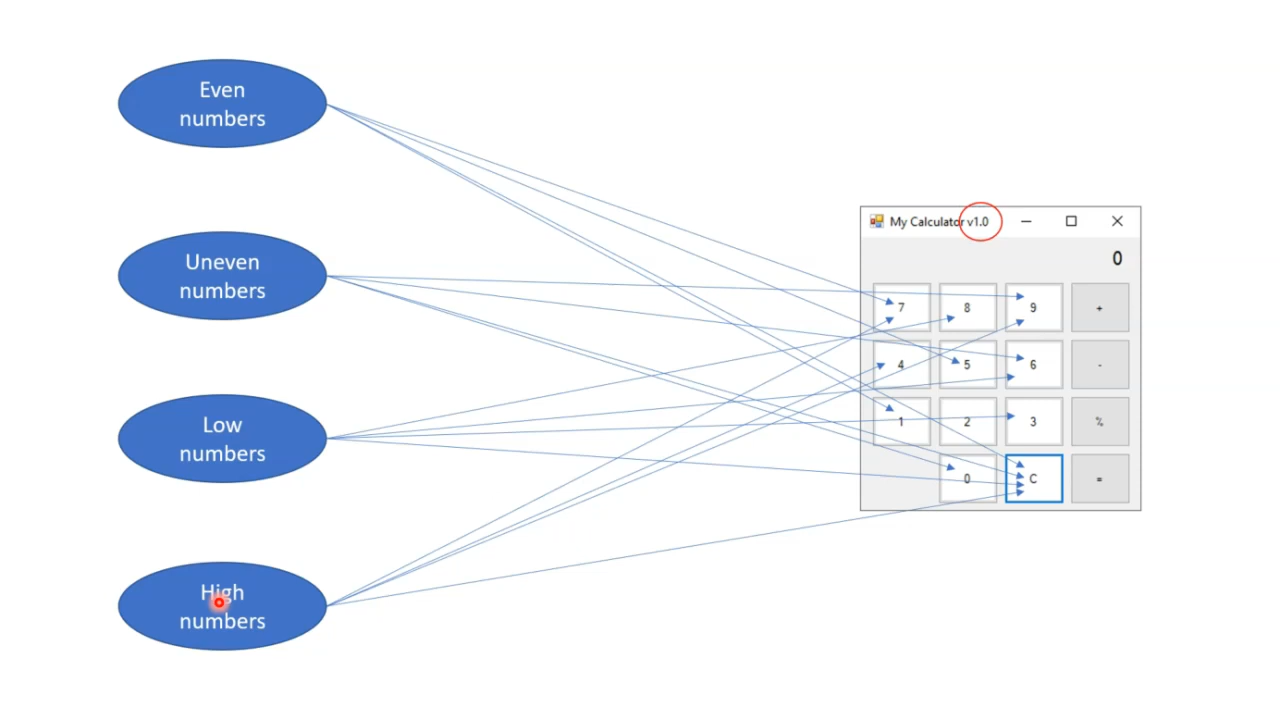 Even
numbers
Uneven
numbers
Low
numbers
High
numbers
My Calculator v1.0
0
7 8 9 +
4 5 6 -
1 2 3 %
0 C =